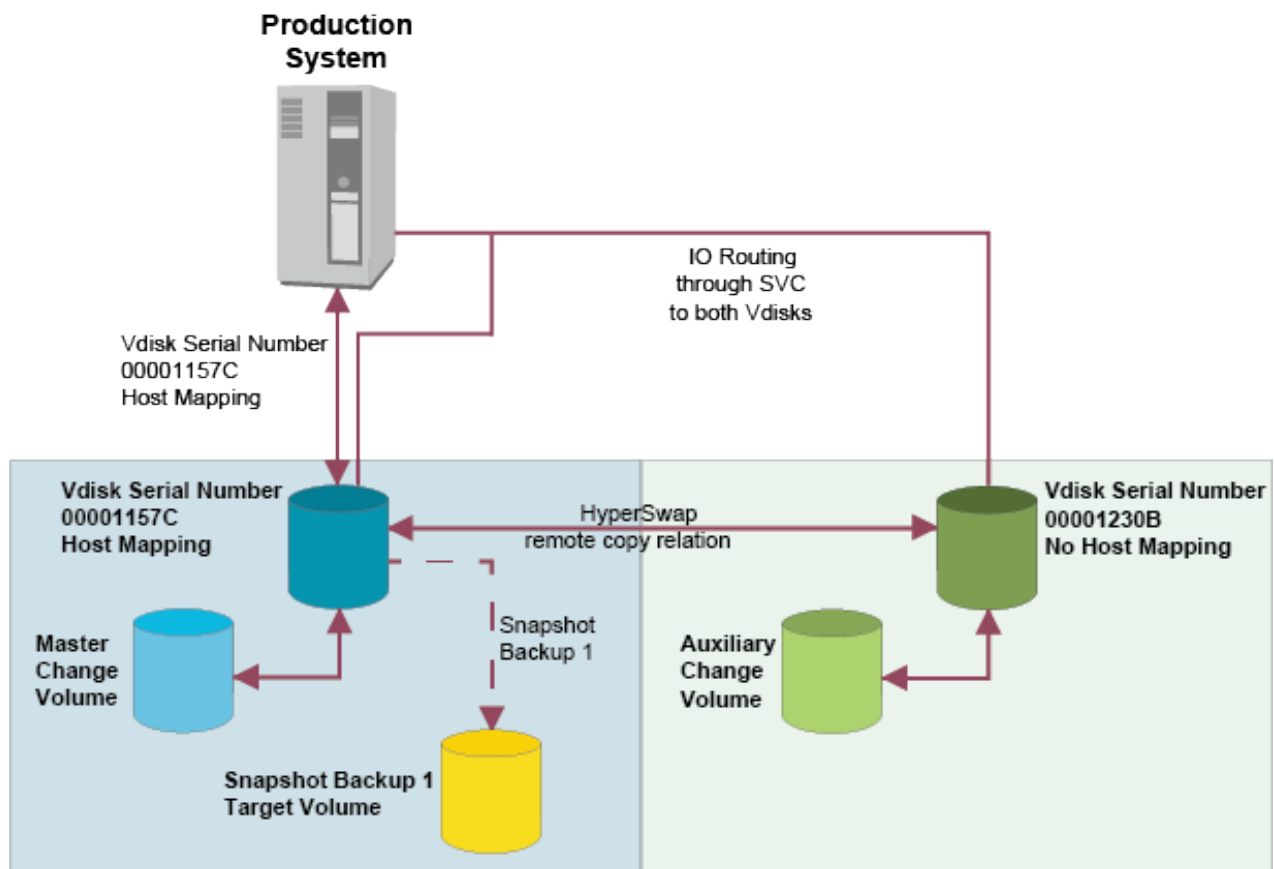 Production
System
IO Routing
through SVC
to both Vdisks
Vdisk Serial Number
00001157C
Host Mapping
Vdisk Serial Number
00001157C
Host Mapping
HyperSwap
remote copy relation
Vdisk Serial Number
00001230B
No Host Mapping
Master
Change
Volume
Snapshot
Backup 1
Auxiliary
Change
Volume
Snapshot Backup 1
Target Volume